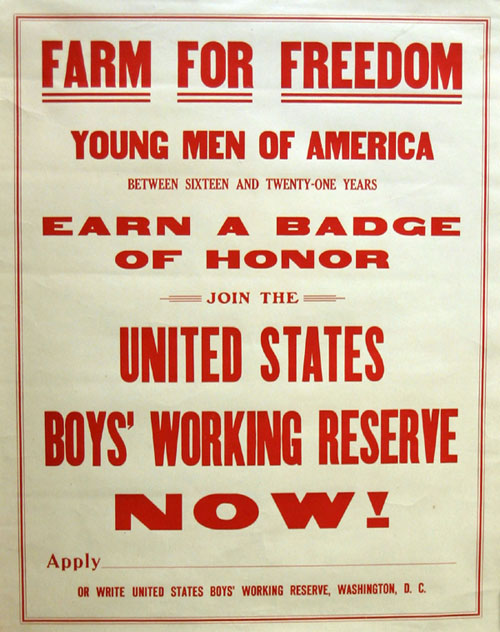 FARM FOR FREEDOM
YOUNG MEN OF AMERICA
BETWEEN SIXTEEN AND TWENTY-ONE YEARS
EARN A BADGE
OF HONOR
JOIN THE
UNITED STATES
BOYS' WORKING RESERVE
NOW!
Apply
OR WRITE UNITED STATES BOYS' WORKING RESERVE, WASHINGTON, D. C.